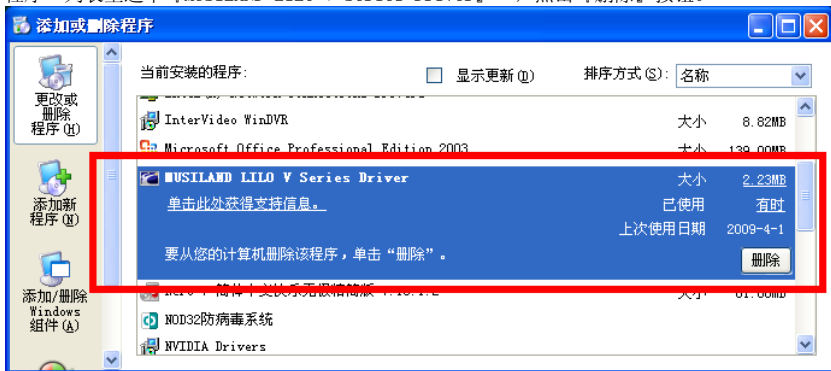 添加或删除程序
当前安装的程序: 显示更新(D) 排序方式(S): 名称
更改或
删除
程序(H)
InterVideo WinDVR 大小 8.82MB
Microsoft Office Professional Edition 2003 大小 139.00MB
MUSILAND LILO V Series Driver 大小 2.23MB
单击此处获得支持信息。 已使用 有时
上次使用日期 2009-4-1
要从您的计算机删除该程序，单击“删除”。 删除
添加新
程序(N)
添加/删除
Windows
组件(A)
大小
NOD32防病毒系统
NVIDIA Drivers